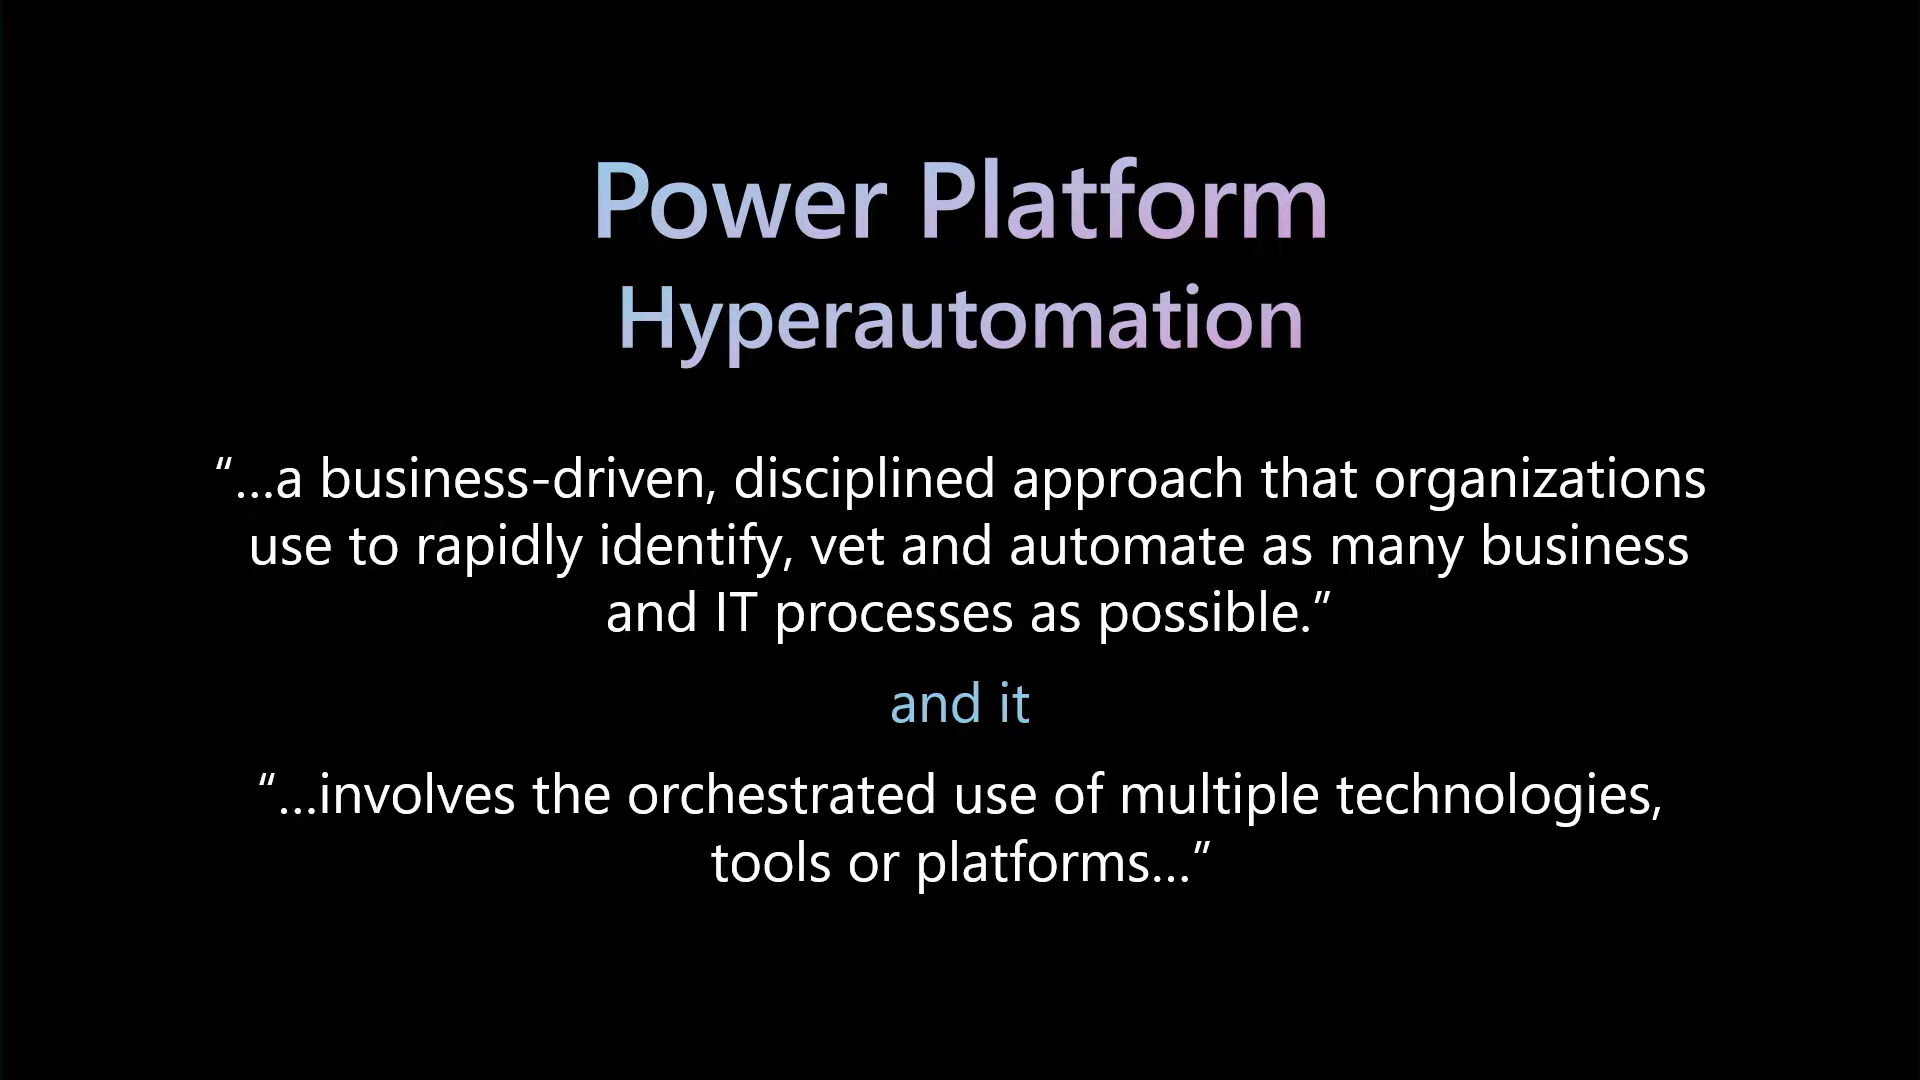 Power Platform
Hyperautomation
“...a business-driven, disciplined approach that organizations
use to rapidly identify, vet and automate as many business
and IT processes as possible.”
and it
“...involves the orchestrated use of multiple technologies,
tools or platforms...”